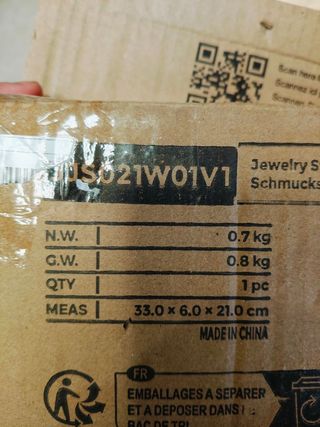 Scan here
Scannez ici
Scannen
JJS021W01V1
Jewelry S
Schmucks
N.W. 0.7 kg
G.W. 0.8 kg
QTY 1 pc
MEAS 33.0 × 6.0 × 21.0 cm
MADE IN CHINA
FR
EMBALLAGES A SEPARER
ET A DEPOSER DANS
BAC DE TRI